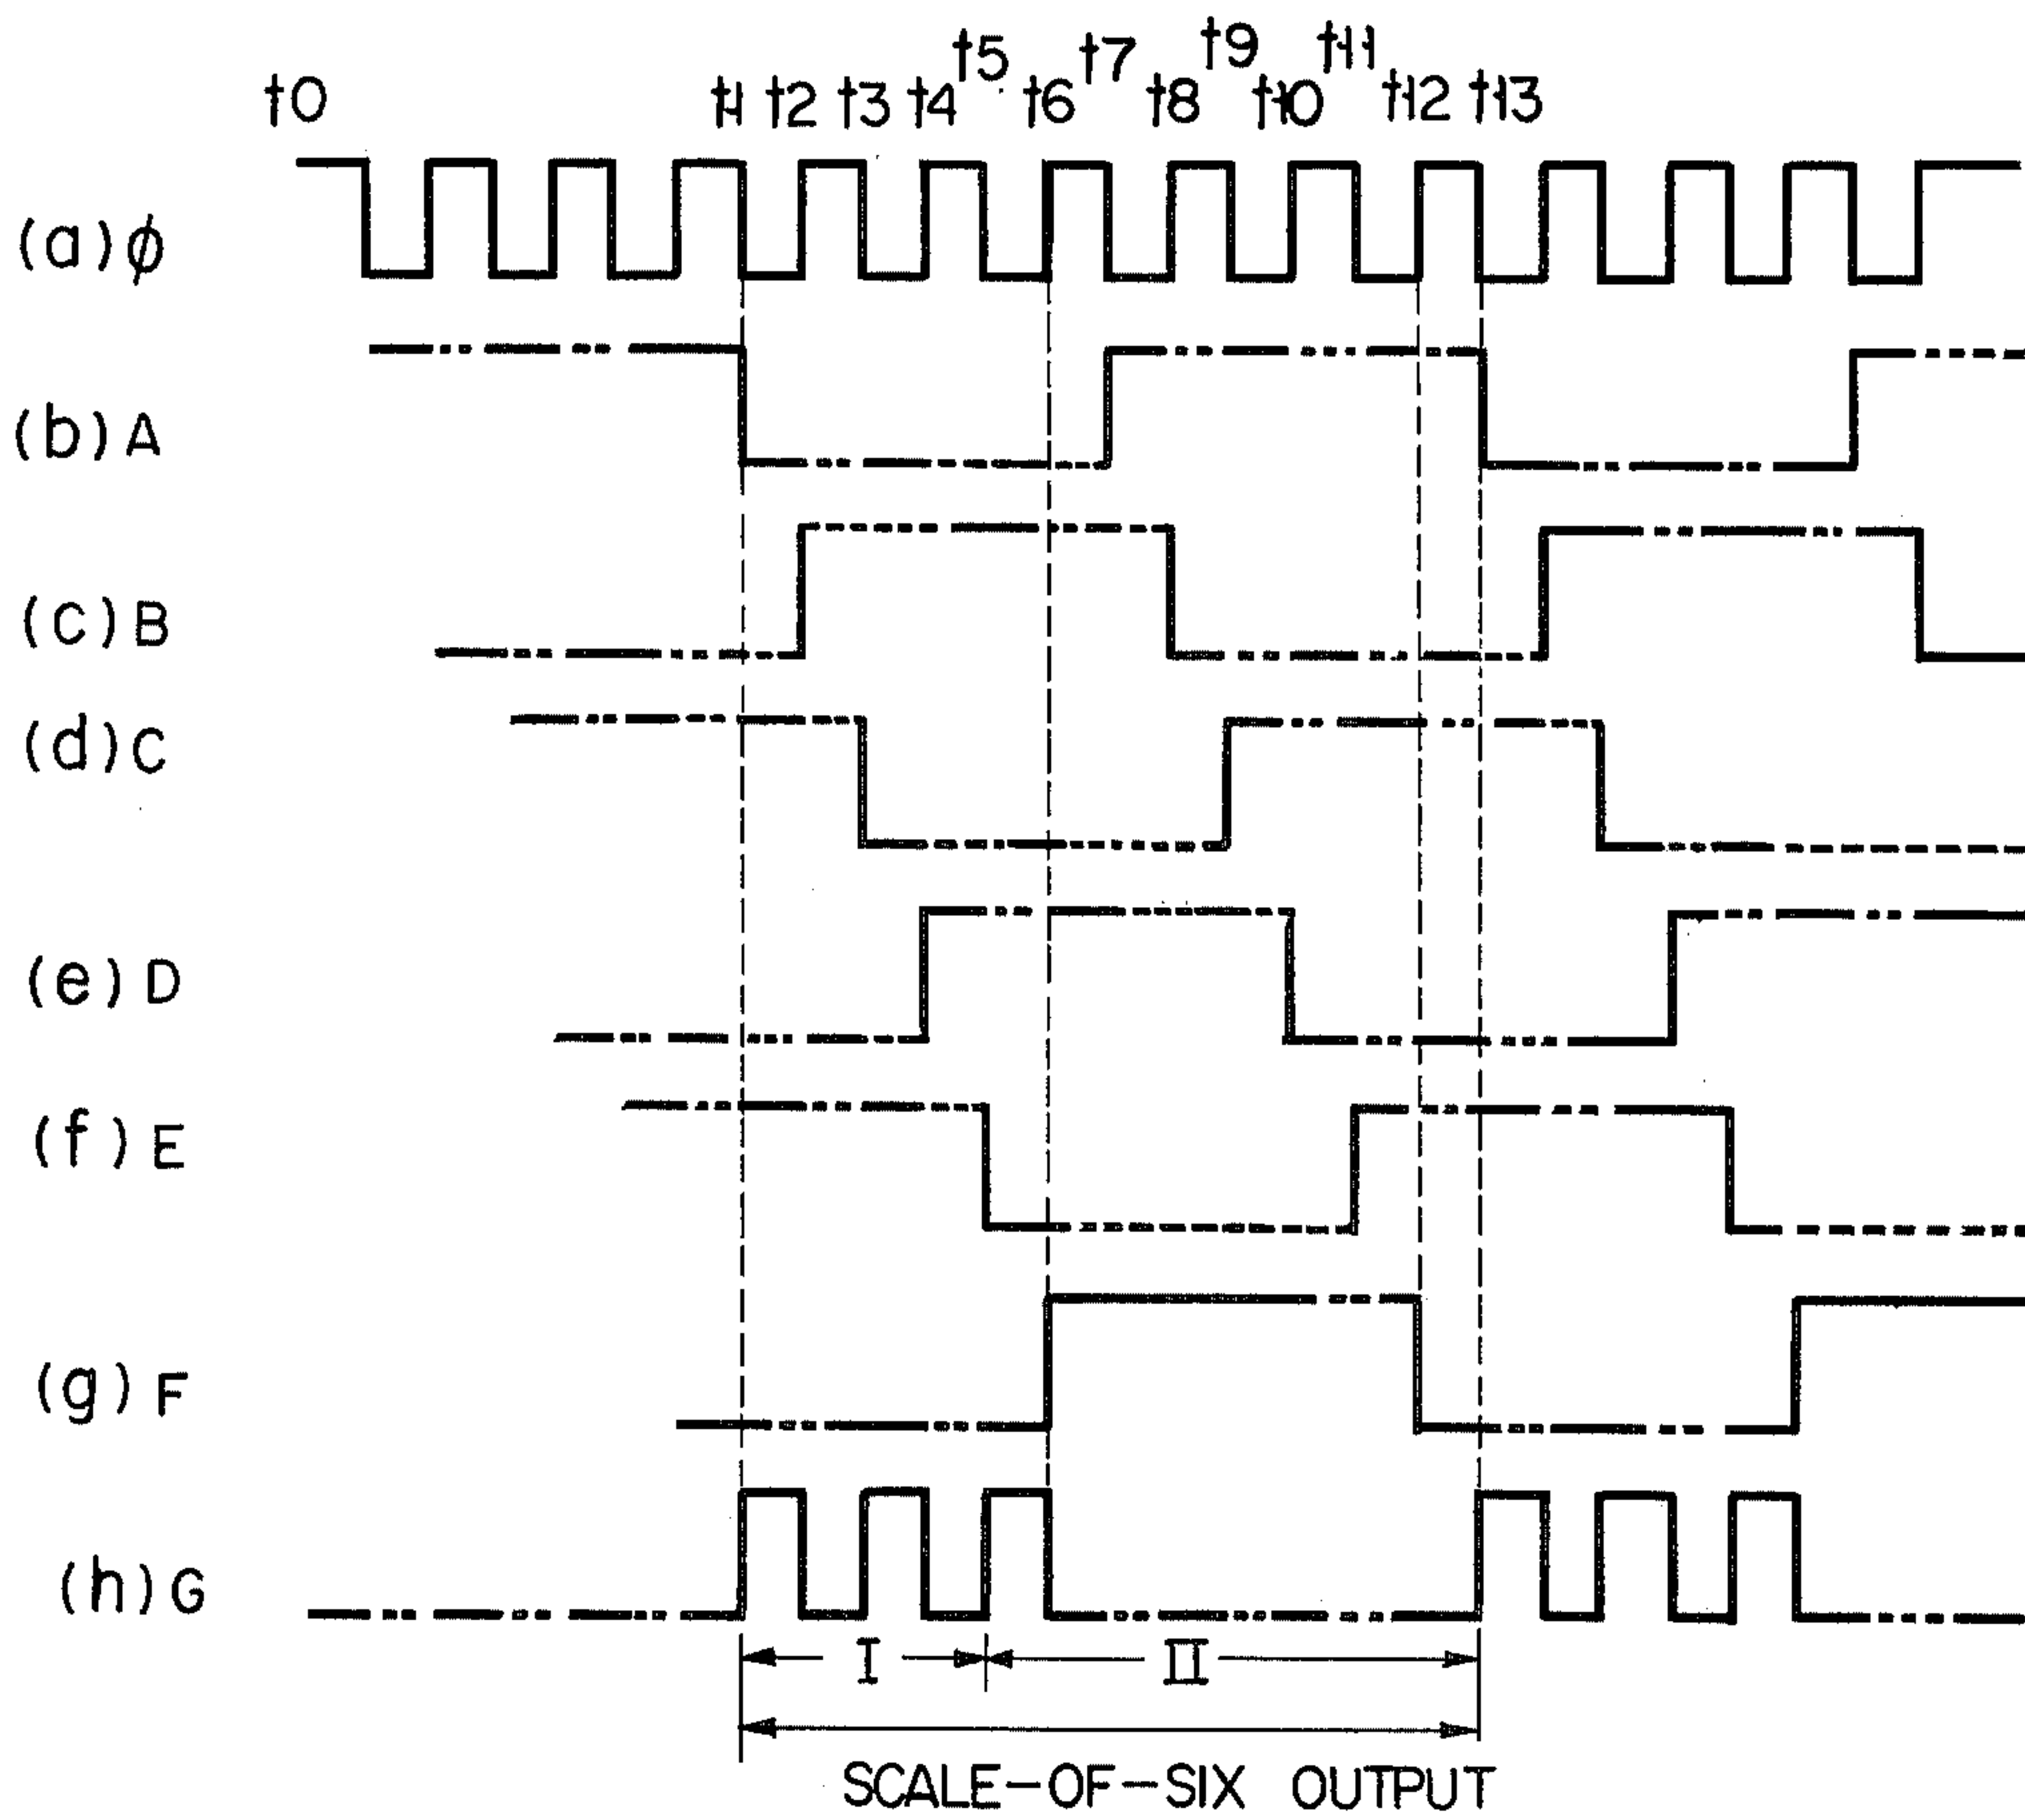 t0 t1 t2 t3 t4 t5 t6 t7 t8 t9 t10 t11 t12 t13
(a) ϕ
(b) A
(c) B
(d) C
(e) D
(f) E
(g) F
(h) G
I II
SCALE-OF-SIX OUTPUT